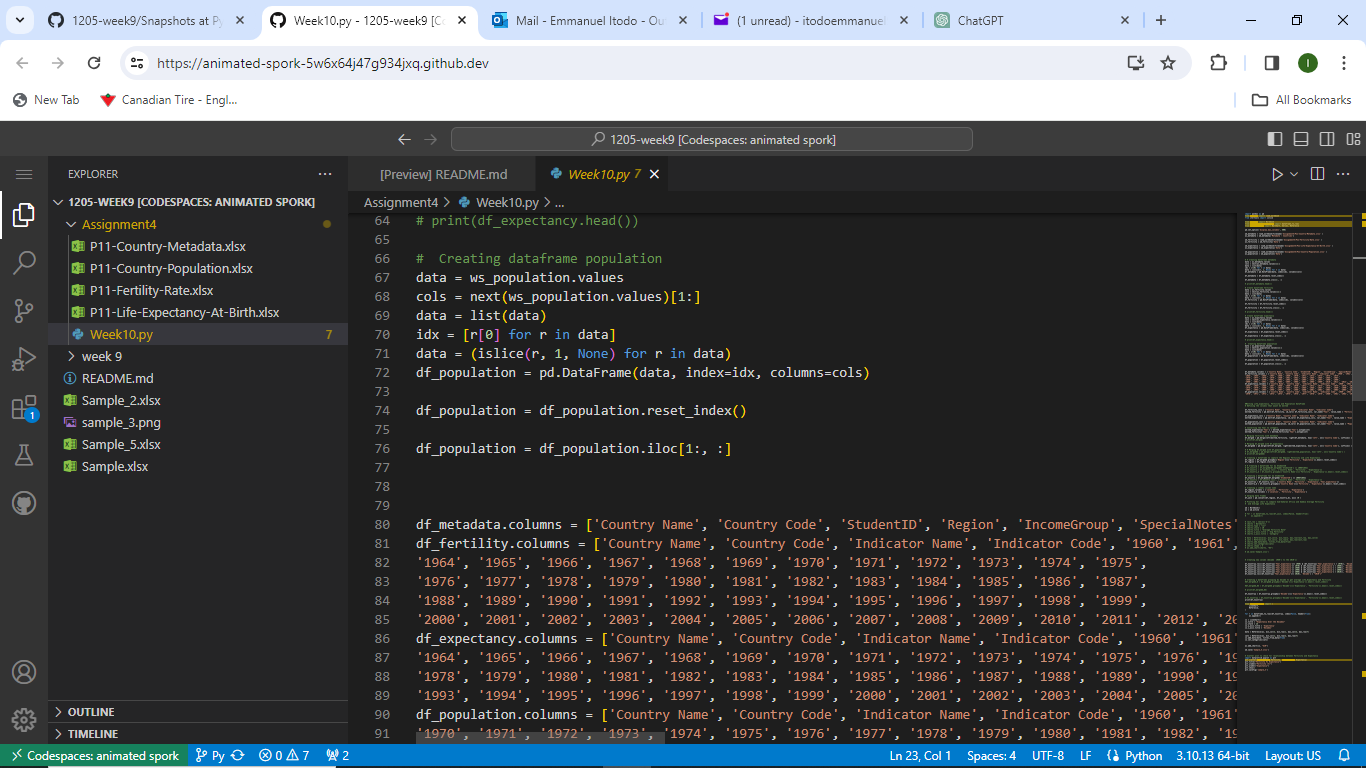 1205-week9/Snapshots at Py
Week10.py - 1205-week9 [Co
Mail - Emmanuel Itodo - Ou
(1 unread) - itodoemmanuel
ChatGPT
https://animated-spork-5w6x64j47g934jxq.github.dev
I
New Tab
Canadian Tire - Engl...
All Bookmarks
1205-week9 [Codespaces: animated spork]
EXPLORER
1205-WEEK9 [CODESPACES: ANIMATED SPORK]
Assignment4
P11-Country-Metadata.xlsx
P11-Country-Population.xlsx
P11-Fertility-Rate.xlsx
P11-Life-Expectancy-At-Birth.xlsx
Week10.py 7
week 9
README.md
Sample_2.xlsx
sample_3.png
Sample_5.xlsx
Sample.xlsx
1
OUTLINE
TIMELINE
[Preview] README.md
Week10.py 7
Assignment4 > Week10.py > ...
64 # print(df_expectancy.head())
65
66 #  Creating dataframe population
67 data = ws_population.values
68 cols = next(ws_population.values)[1:]
69 data = list(data)
70 idx = [r[0] for r in data]
71 data = (islice(r, 1, None) for r in data)
72 df_population = pd.DataFrame(data, index=idx, columns=cols)
73
74 df_population = df_population.reset_index()
75
76 df_population = df_population.iloc[1:, :]
77
78
79
80 df_metadata.columns = ['Country Name', 'Country Code', 'StudentID', 'Region', 'IncomeGroup', 'SpecialNotes'
81 df_fertility.columns = ['Country Name', 'Country Code', 'Indicator Name', 'Indicator Code', '1960', '1961',
82 '1964', '1965', '1966', '1967', '1968', '1969', '1970', '1971', '1972', '1973', '1974', '1975',
83 '1976', '1977', '1978', '1979', '1980', '1981', '1982', '1983', '1984', '1985', '1986', '1987',
84 '1988', '1989', '1990', '1991', '1992', '1993', '1994', '1995', '1996', '1997', '1998', '1999',
85 '2000', '2001', '2002', '2003', '2004', '2005', '2006', '2007', '2008', '2009', '2010', '2011', '2012', '20
86 df_expectancy.columns = ['Country Name', 'Country Code', 'Indicator Name', 'Indicator Code', '1960', '1961'
87 '1964', '1965', '1966', '1967', '1968', '1969', '1970', '1971', '1972', '1973', '1974', '1975', '1976', '19
88 '1978', '1979', '1980', '1981', '1982', '1983', '1984', '1985', '1986', '1987', '1988', '1989', '1990', '19
89 '1993', '1994', '1995', '1996', '1997', '1998', '1999', '2000', '2001', '2002', '2003', '2004', '2005', '20
90 df_population.columns = ['Country Name', 'Country Code', 'Indicator Name', 'Indicator Code', '1960', '1961'
91 '1970', '1971', '1972', '1973', '1974', '1975', '1976', '1977', '1978', '1979', '1980', '1981', '1982', '19
Codespaces: animated spork
Py
0 7
2
Ln 23, Col 1
Spaces: 4
UTF-8
LF
Python
3.10.13 64-bit
Layout: US